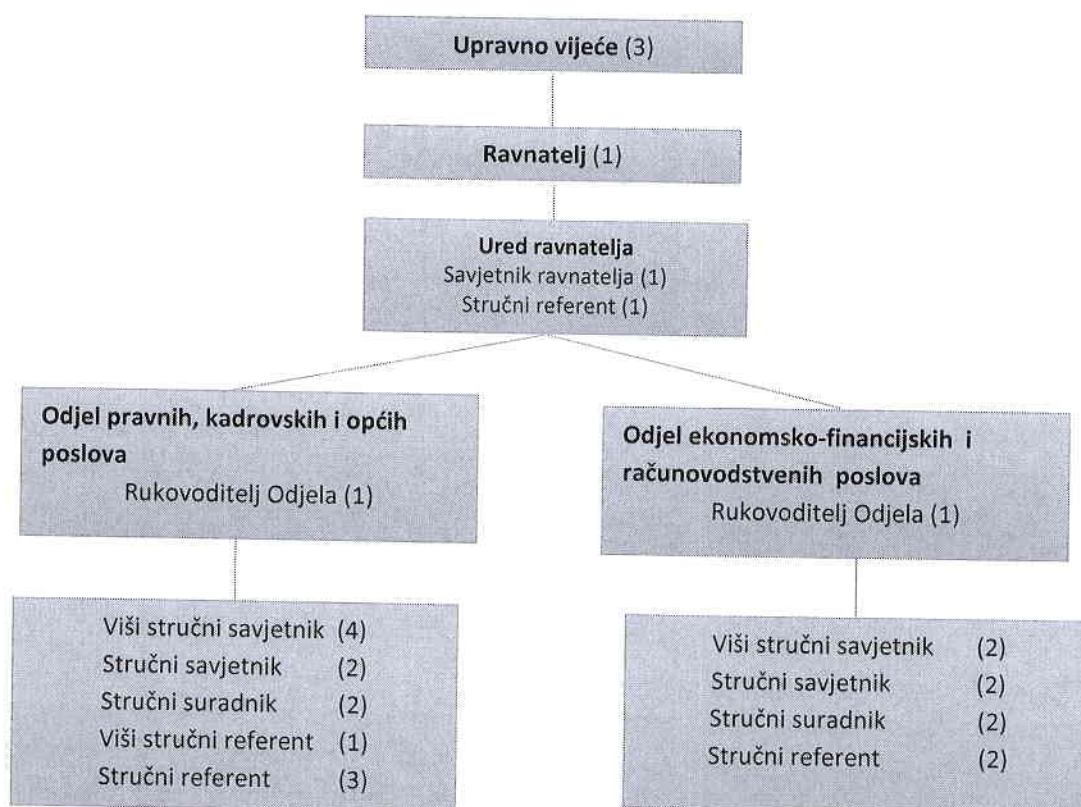 Upravno vijeće (3)
Ravnatelj (1)
Ured ravnatelja
Savjetnik ravnatelja (1)
Stručni referent (1)
Odjel pravnih, kadrovskih i općih
poslova
Rukovoditelj Odjela (1)
Viši stručni savjetnik (4)
Stručni savjetnik (2)
Stručni suradnik (2)
Viši stručni referent (1)
Stručni referent (3)
Odjel ekonomsko-financijskih i
računovodstvenih poslova
Rukovoditelj Odjela (1)
Viši stručni savjetnik (2)
Stručni savjetnik (2)
Stručni suradnik (2)
Stručni referent (2)